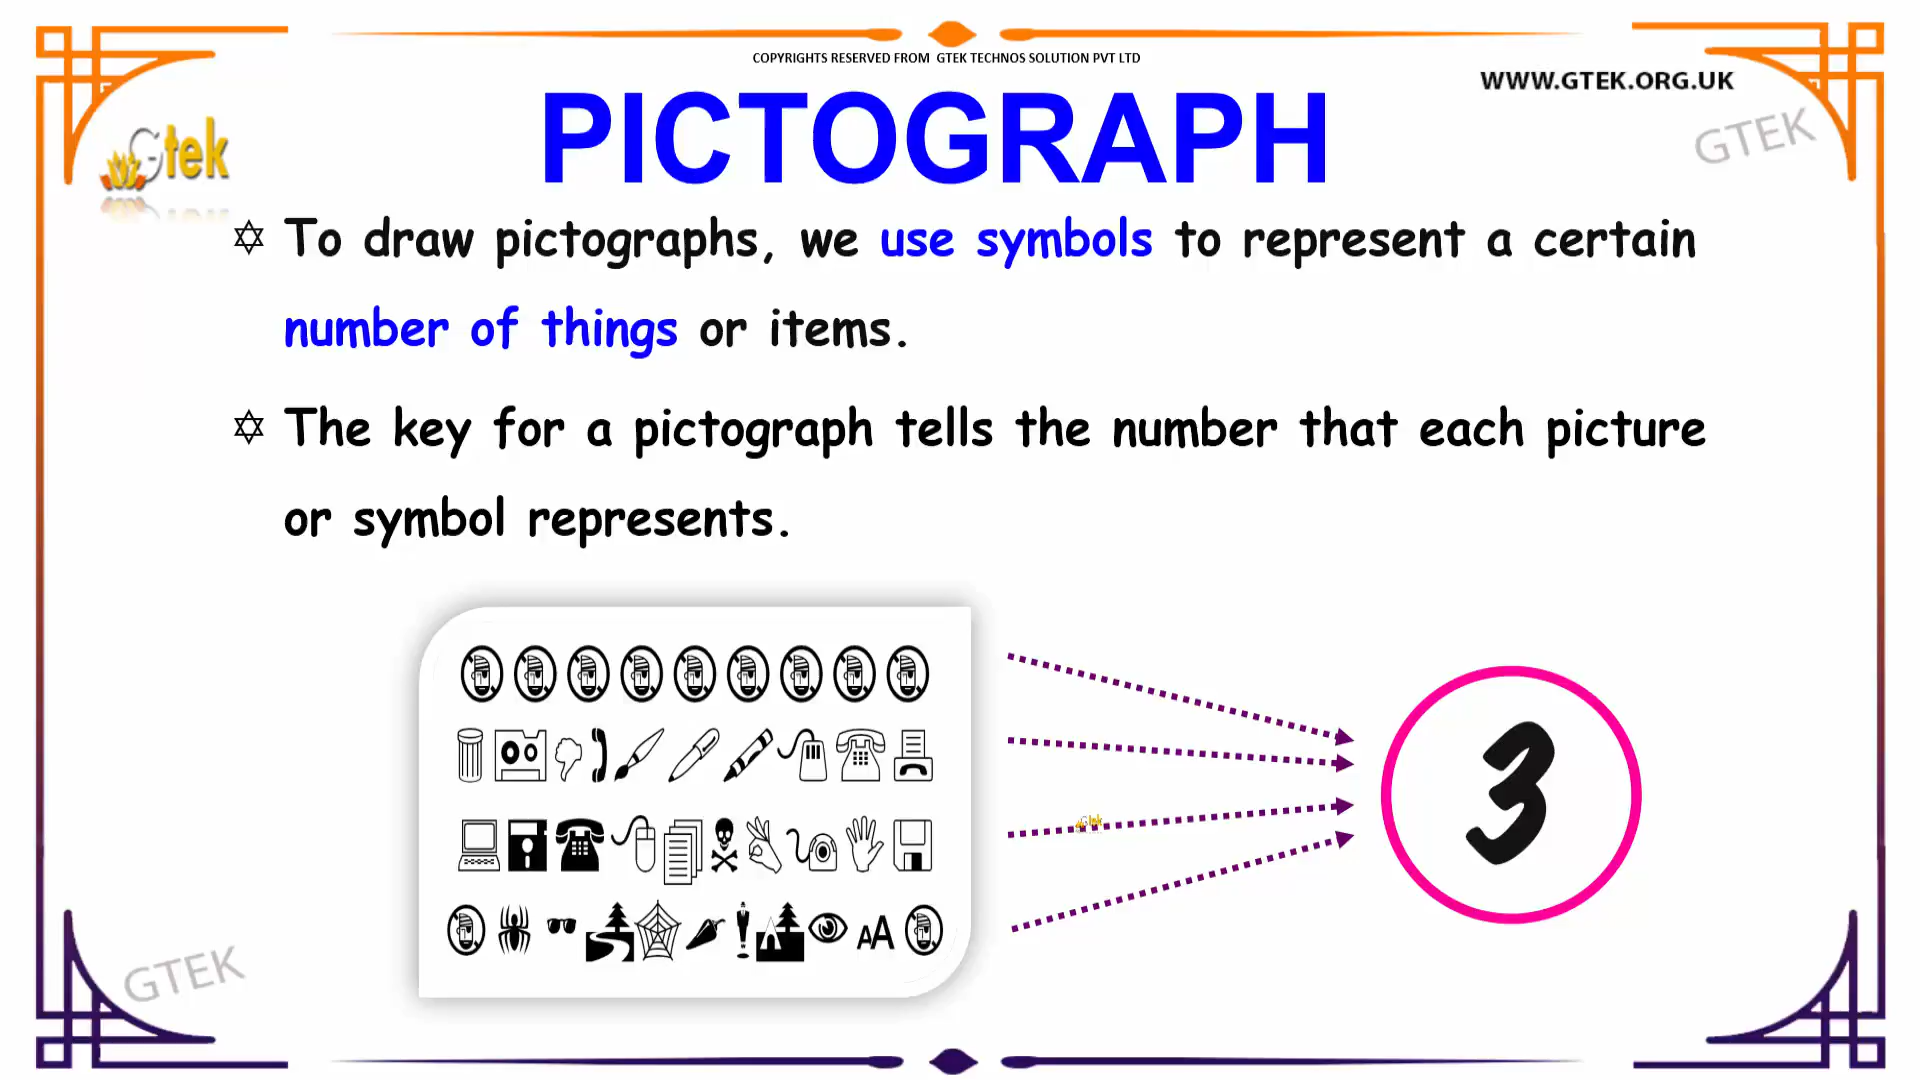 COPYRIGHTS RESERVED FROM GTEK TECHNOS SOLUTION PVT LTD
WWW.GTEK.ORG.UK
PICTOGRAPH
GTEK
Gtek
To draw pictographs, we use symbols to represent a certain
number of things or items.
The key for a pictograph tells the number that each picture
or symbol represents.
3
Gtek
AA
GTEK